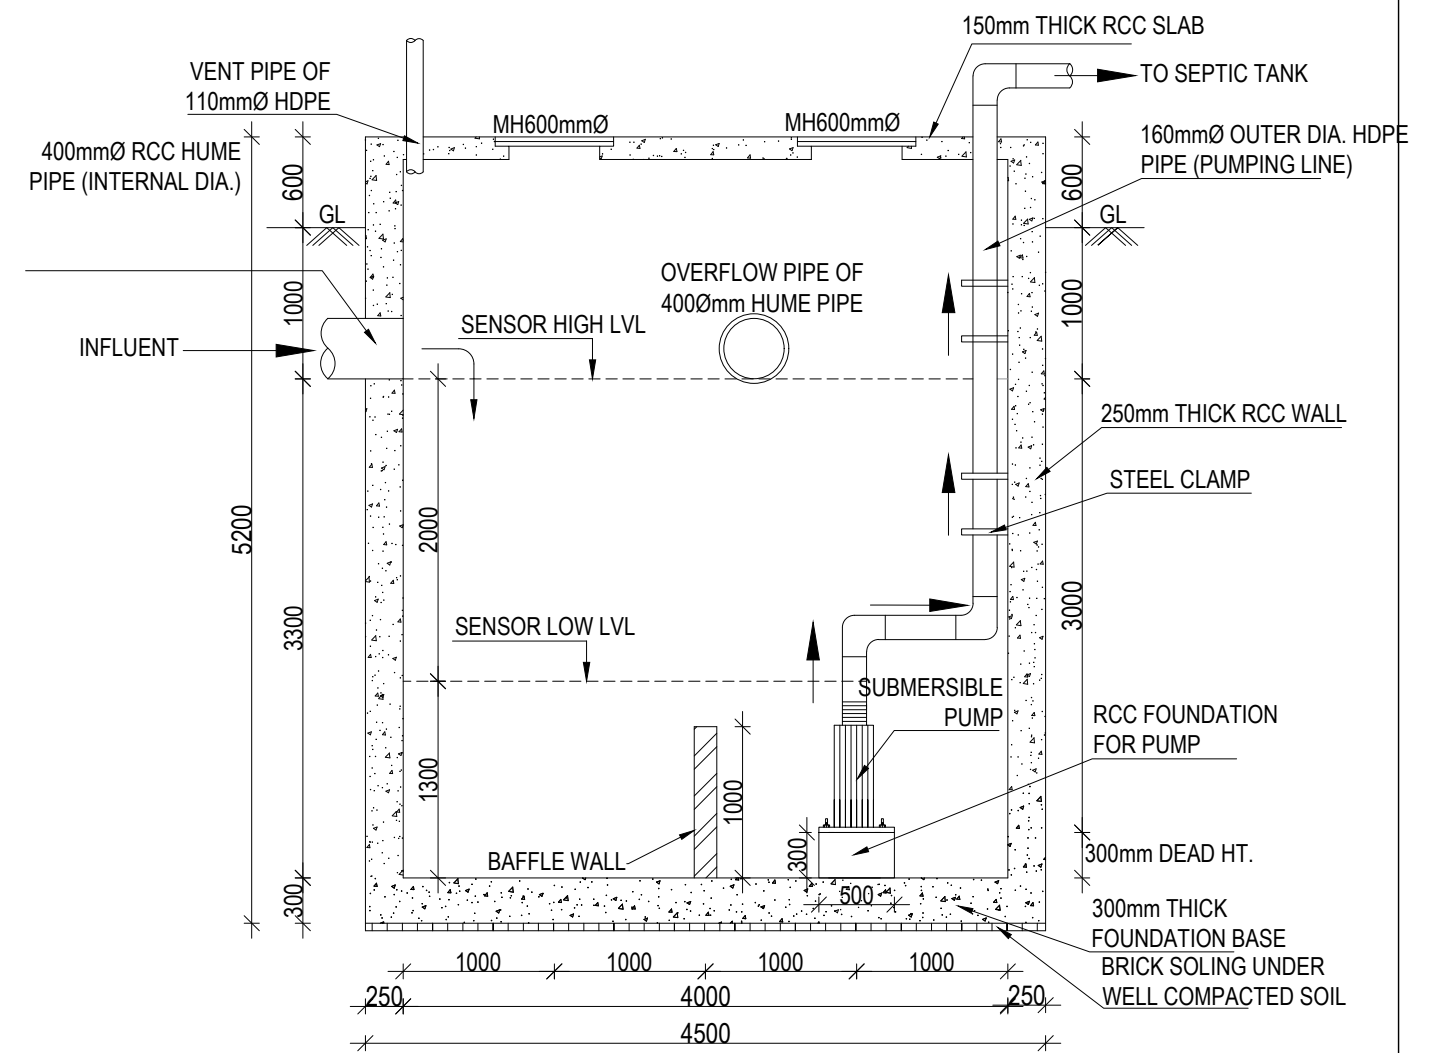 150mm THICK RCC SLAB
VENT PIPE OF
110mmØ HDPE
TO SEPTIC TANK
MH600mmØ
MH600mmØ
400mmØ RCC HUME
PIPE (INTERNAL DIA.)
160mmØ OUTER DIA. HDPE
PIPE (PUMPING LINE)
600
600
GL
GL
OVERFLOW PIPE OF
400Ømm HUME PIPE
1000
1000
SENSOR HIGH LVL
INFLUENT
250mm THICK RCC WALL
STEEL CLAMP
5200
2000
3300
3000
SENSOR LOW LVL
SUBMERSIBLE
PUMP
RCC FOUNDATION
FOR PUMP
1300
1000
300
BAFFLE WALL
300mm DEAD HT.
300
500
300mm THICK
FOUNDATION BASE
BRICK SOLING UNDER
WELL COMPACTED SOIL
1000
1000
1000
1000
250
4000
250
4500